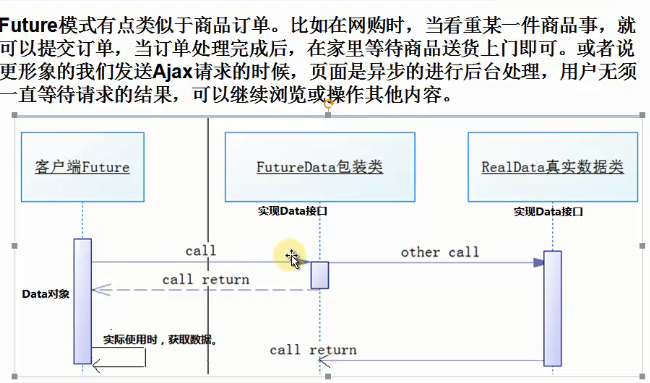 Future模式有点类似于商品订单。比如在网购时，当看重某一件商品事，就
可以提交订单，当订单处理完成后，在家里等待商品送货上门即可。或者说
更形象的我们发送Ajax请求的时候，页面是异步的进行后台处理，用户无须
一直等待请求的结果，可以继续浏览或操作其他内容。
客户端Future
FutureData包装类
RealData真实数据类
实现Data接口
实现Data接口
call
other call
call return
Data对象
实际使用时，获取数据。
call return